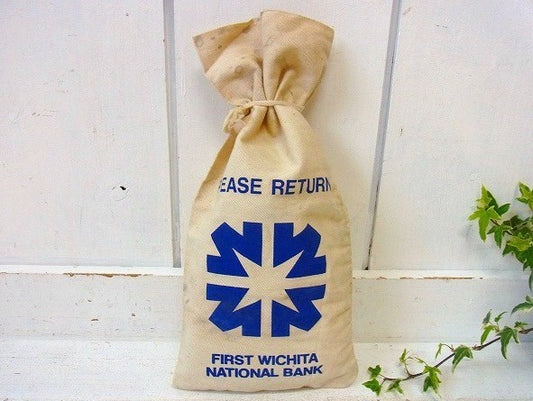 EASE RETURN
FIRST WICHITA
NATIONAL BANK